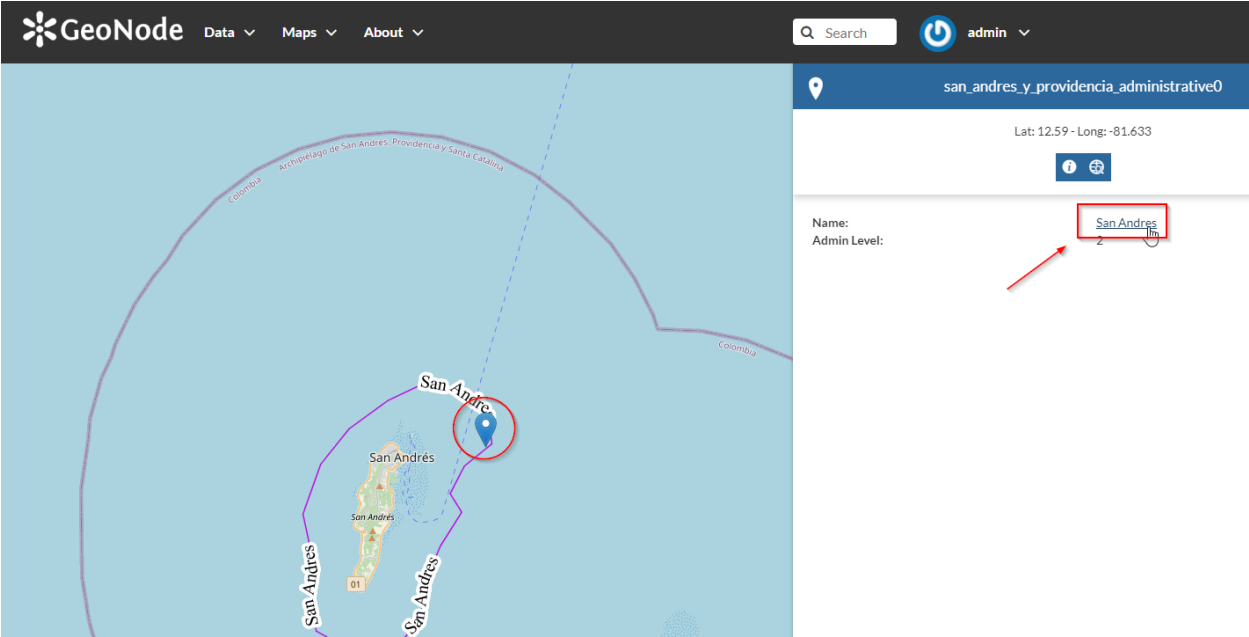 GeoNode Data Maps About Search admin
san_andres_y_providencia_administrative0
Lat: 12.59 - Long: -81.633
Name: San Andres
Admin Level: 2
Archipiélago de San Andrés, Providencia y Santa Catalina
Colombia
Colombia
San Andres
San Andrés
San Andrés
01
San Andres
San Andres